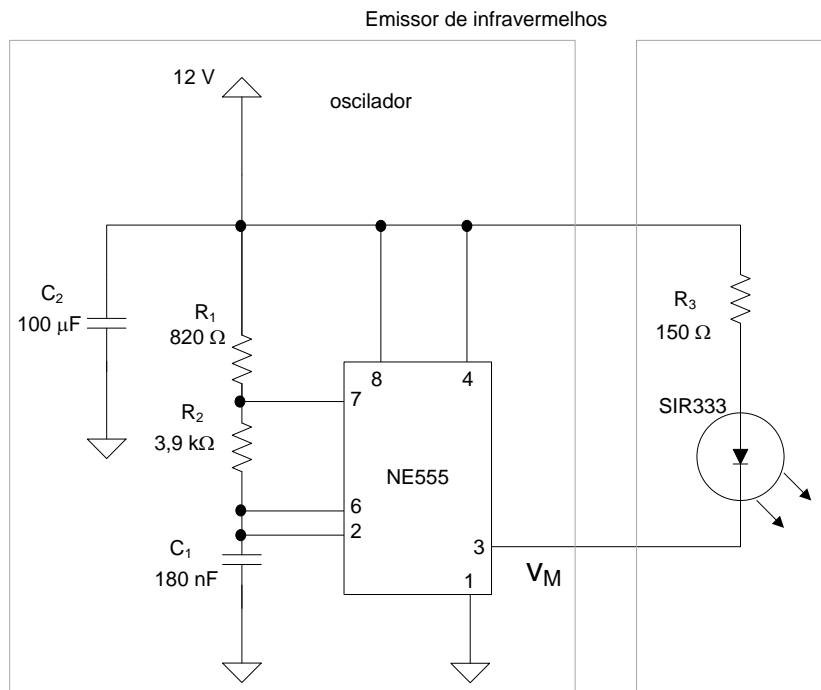 Emissor de infravermelhos
12 V
oscilador
C₂
100 μF
R₁
820 Ω
R₃
150 Ω
8
4
7
R₂
3,9 kΩ
SIR333
NE555
6
2
C₁
180 nF
3
V_M
1